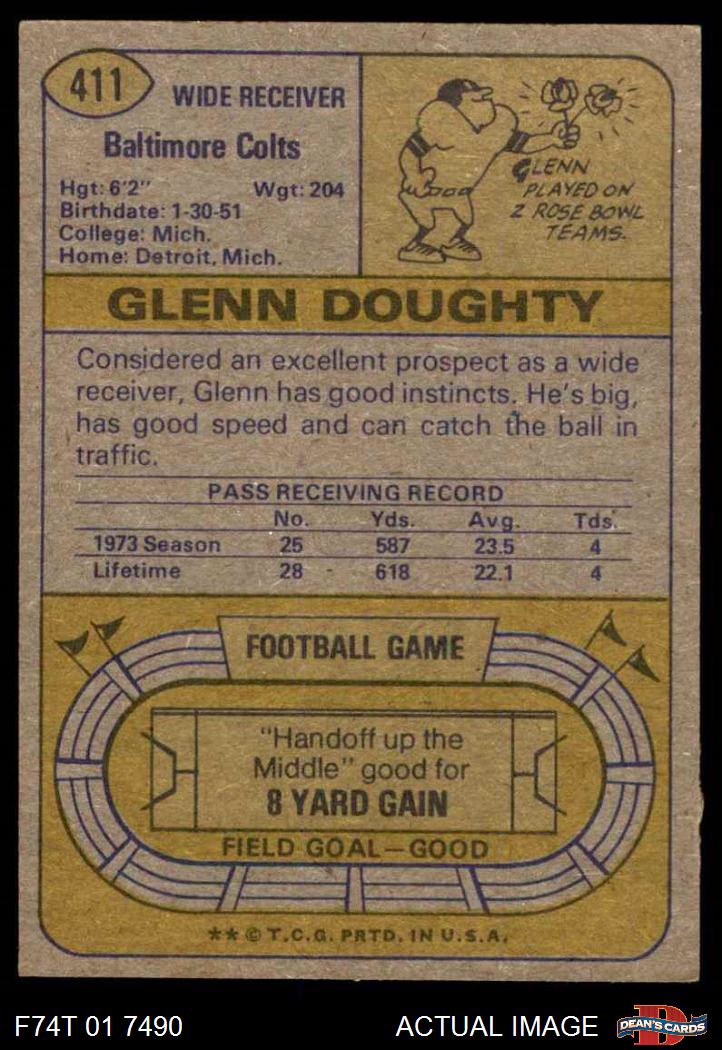 411
WIDE RECEIVER
Baltimore Colts
Hgt: 6'2" Wgt: 204
Birthdate: 1-30-51
College: Mich.
Home: Detroit, Mich.
GLENN
PLAYED ON
2 ROSE BOWL
TEAMS.
GLENN DOUGHTY
Considered an excellent prospect as a wide
receiver, Glenn has good instincts. He's big,
has good speed and can catch the ball in
traffic.
PASS RECEIVING RECORD
No. Yds. Avg. Tds.
1973 Season 25 587 23.5 4
Lifetime 28 618 22.1 4
FOOTBALL GAME
"Handoff up the
Middle" good for
8 YARD GAIN
FIELD GOAL—GOOD
** © T.C.G. PRTD. IN U.S.A.
F74T 01 7490 ACTUAL IMAGE
D
DEAN'S CARDS